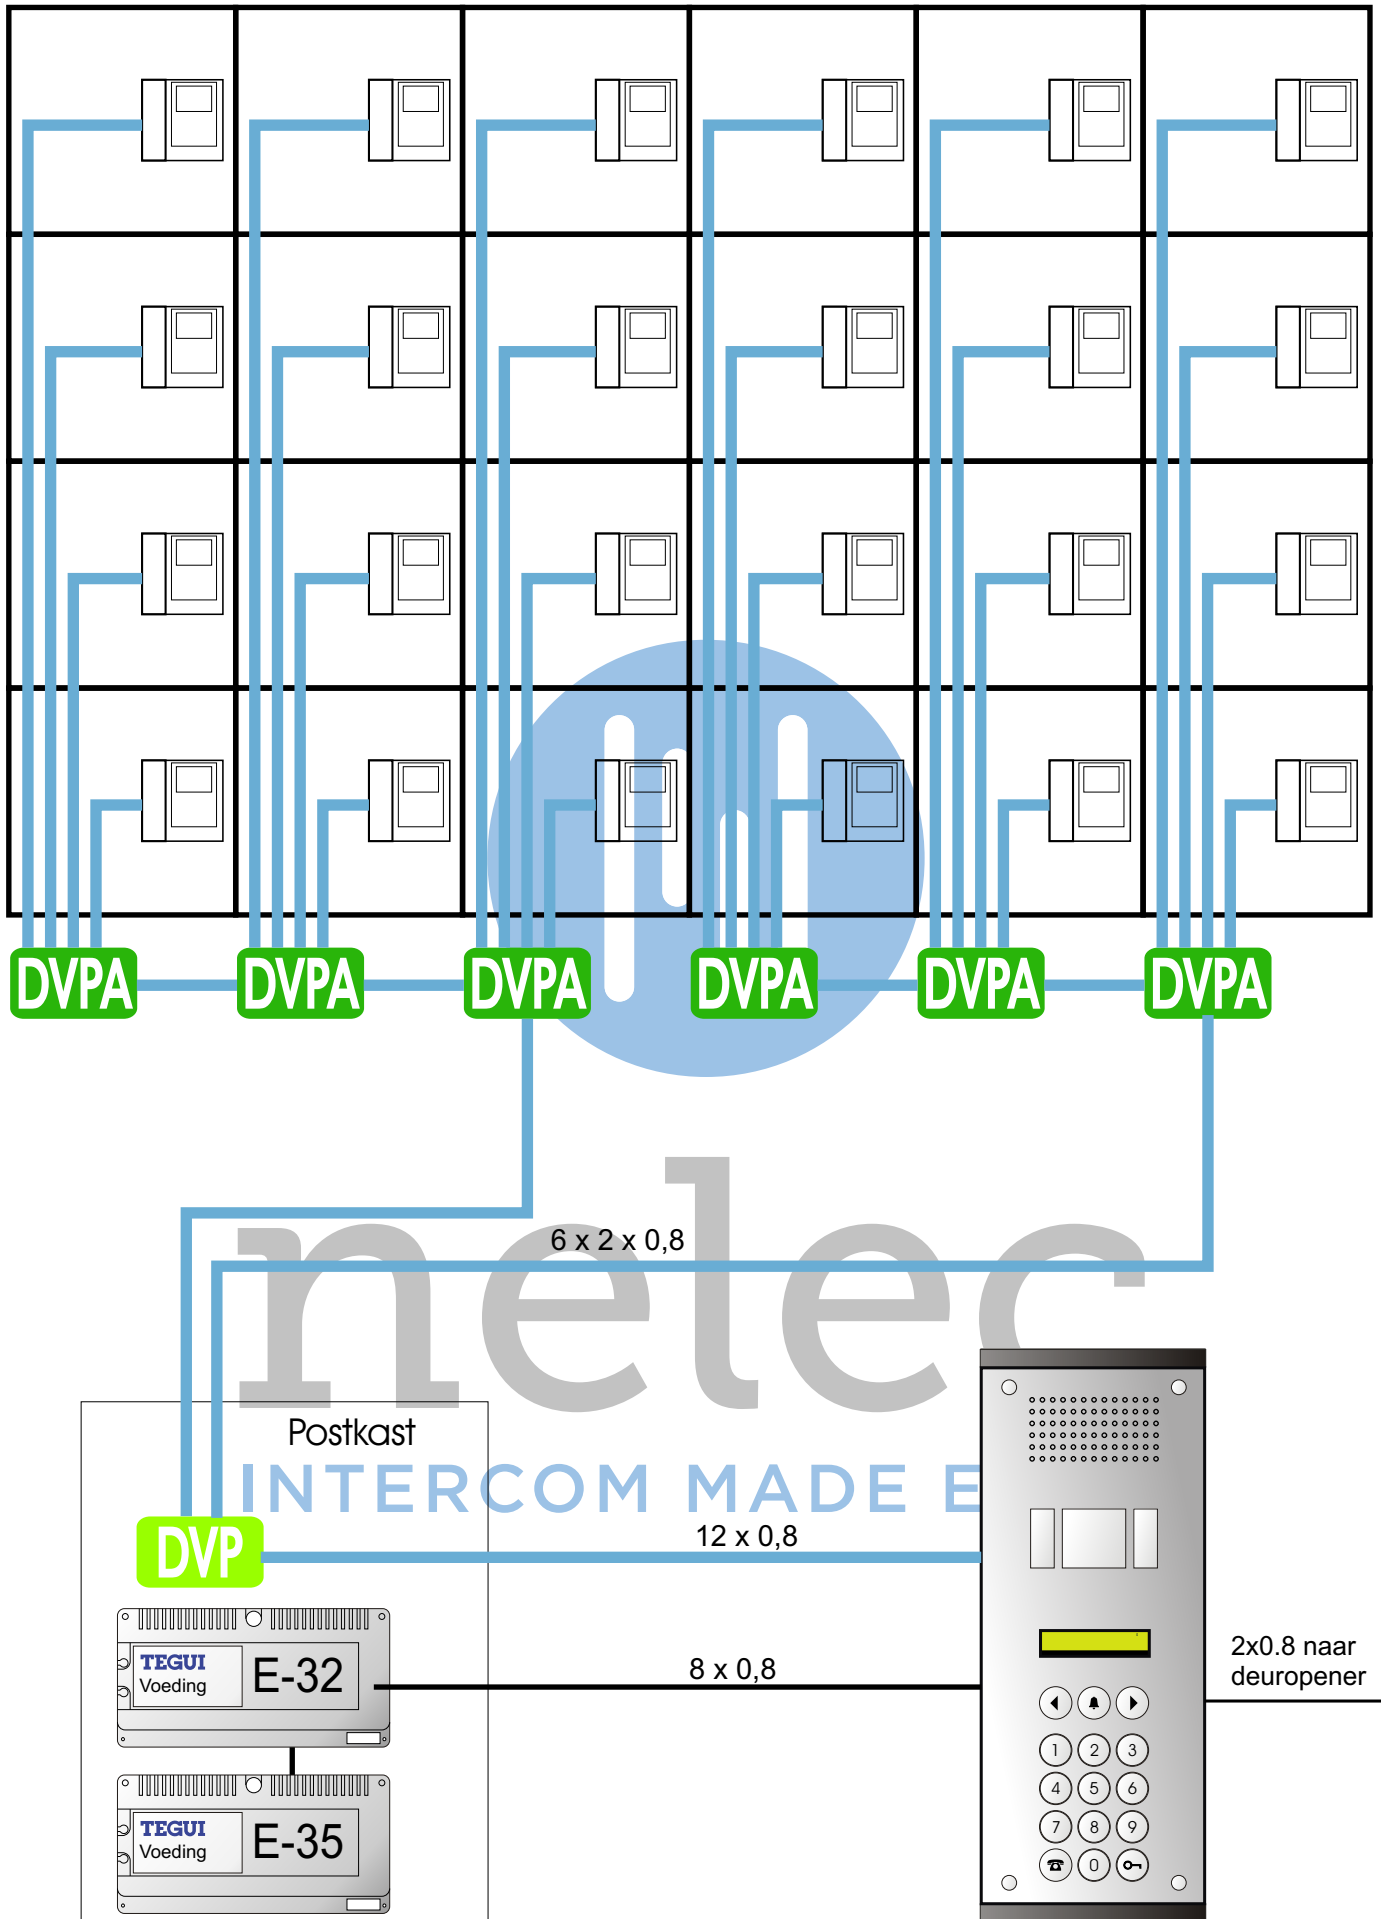 DVPA DVPA DVPA DVPA DVPA DVPA
6 x 2 x 0,8
nelec
Postkast
INTERCOM MADE E
DVP
12 x 0,8
TEGUI
Voeding
E-32
8 x 0,8
2x0.8 naar
deuropener
TEGUI
Voeding
E-35
1 2 3
4 5 6
7 8 9
0